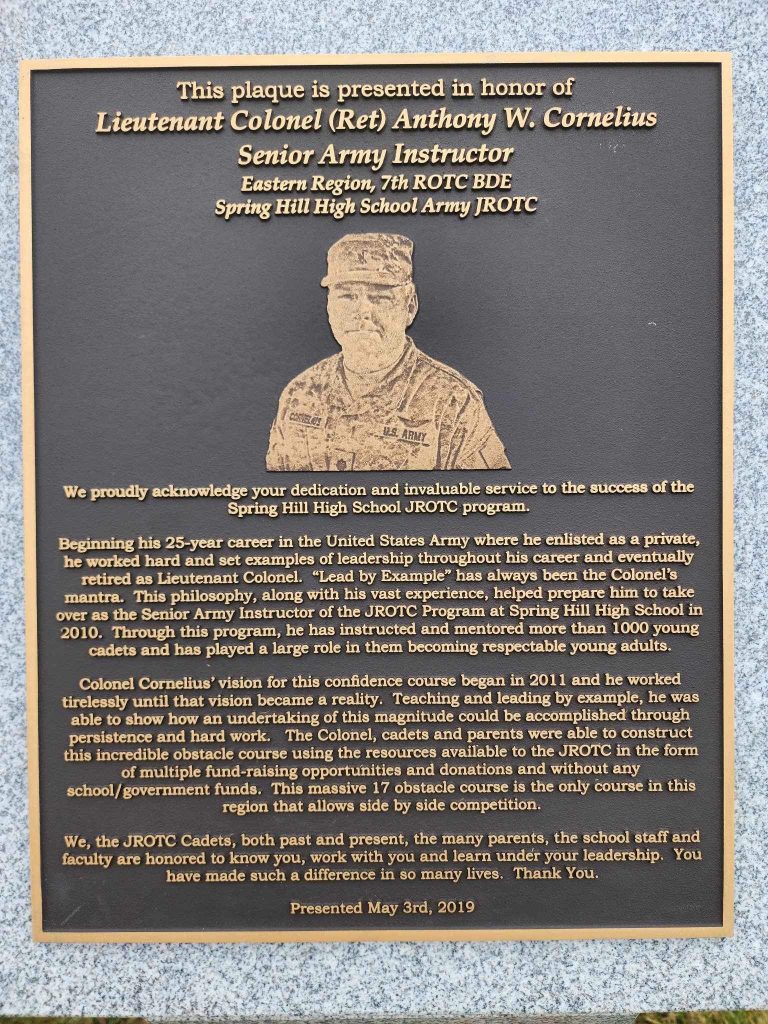 This plaque is presented in honor of
Lieutenant Colonel (Ret) Anthony W. Cornelius
Senior Army Instructor
Eastern Region, 7th ROTC BDE
Spring Hill High School Army JROTC
CORNELIUS
U.S. ARMY
We proudly acknowledge your dedication and invaluable service to the success of the
Spring Hill High School JROTC program.
Beginning his 25-year career in the United States Army where he enlisted as a private,
he worked hard and set examples of leadership throughout his career and eventually
retired as Lieutenant Colonel. “Lead by Example” has always been the Colonel’s
mantra. This philosophy, along with his vast experience, helped prepare him to take
over as the Senior Army Instructor of the JROTC Program at Spring Hill High School in
2010. Through this program, he has instructed and mentored more than 1000 young
cadets and has played a large role in them becoming respectable young adults.
Colonel Cornelius’ vision for this confidence course began in 2011 and he worked
tirelessly until that vision became a reality. Teaching and leading by example, he was
able to show how an undertaking of this magnitude could be accomplished through
persistence and hard work. The Colonel, cadets and parents were able to construct
this incredible obstacle course using the resources available to the JROTC in the form
of multiple fund-raising opportunities and donations and without any
school/government funds. This massive 17 obstacle course is the only course in this
region that allows side by side competition.
We, the JROTC Cadets, both past and present, the many parents, the school staff and
faculty are honored to know you, work with you and learn under your leadership. You
have made such a difference in so many lives. Thank You.
Presented May 3rd, 2019